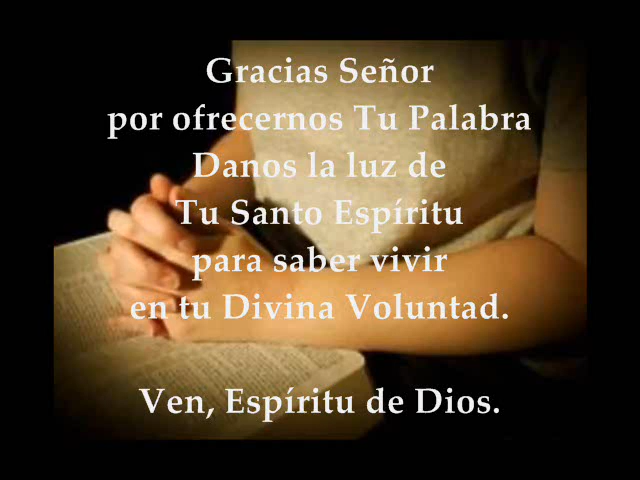 Gracias Señor
por ofrecernos Tu Palabra
Danos la luz de
Tu Santo Espíritu
para saber vivir
en tu Divina Voluntad.
Ven, Espíritu de Dios.